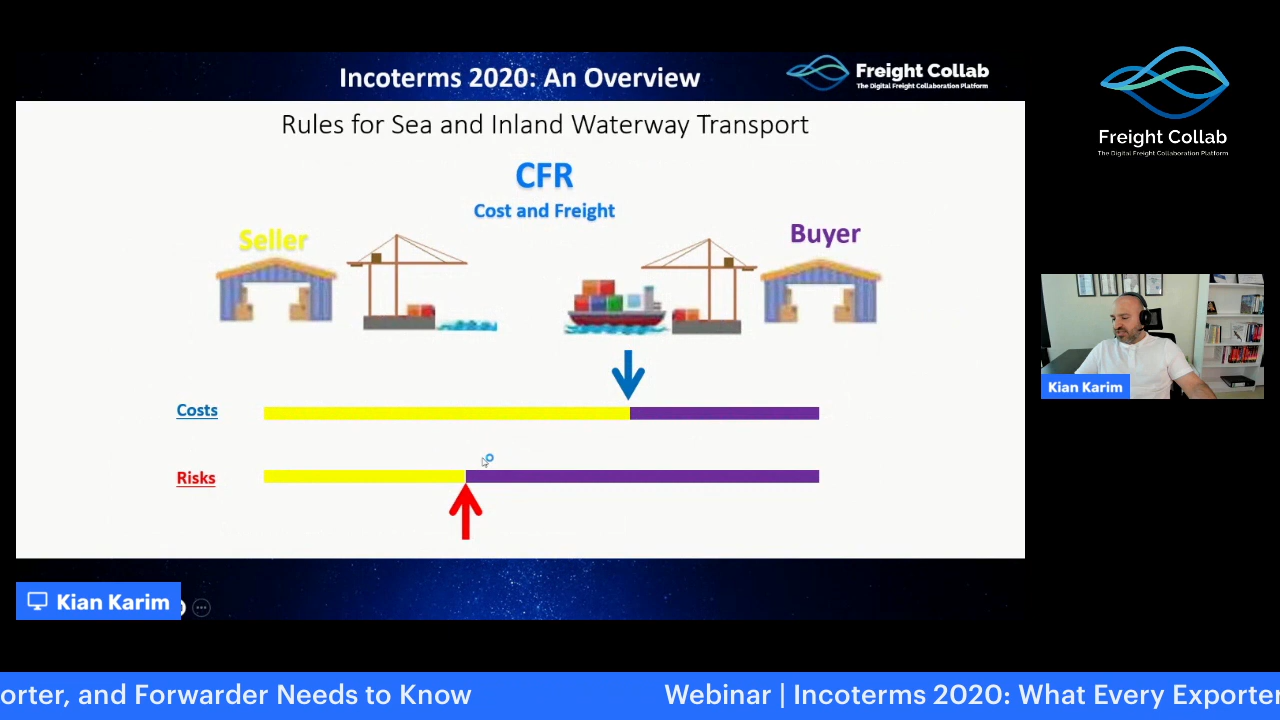 Incoterms 2020: An Overview
Freight Collab
The Digital Freight Collaboration Platform
Rules for Sea and Inland Waterway Transport
CFR
Cost and Freight
Seller
Buyer
Costs
Risks
Kian Karim
Freight Collab
The Digital Freight Collaboration Platform
Kian Karim
orter, and Forwarder Needs to Know
Webinar | Incoterms 2020: What Every Exporter